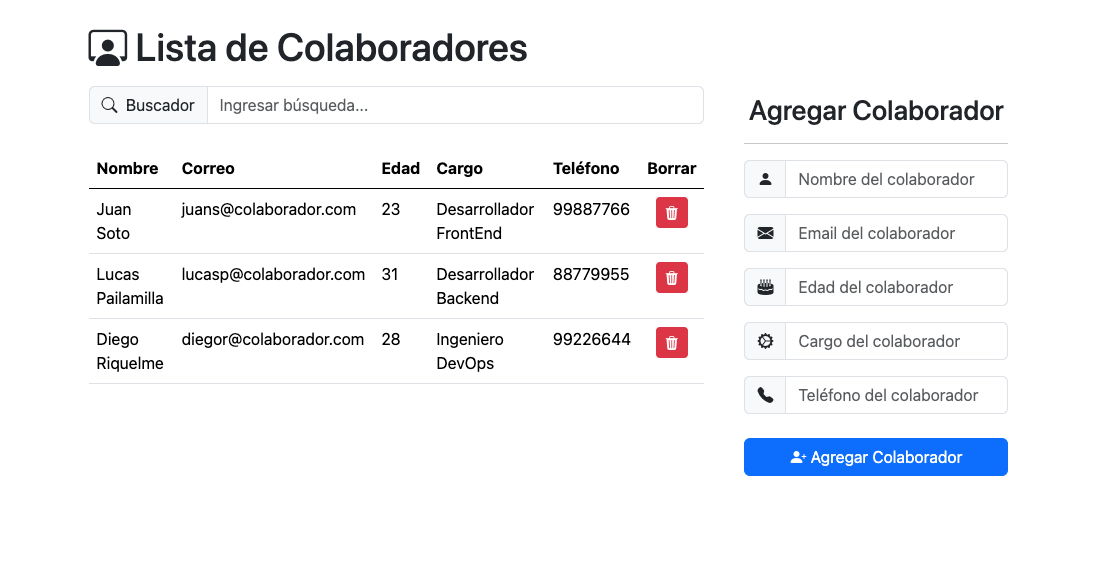 Lista de Colaboradores
Buscador Ingresar búsqueda...
Nombre Correo Edad Cargo Teléfono Borrar
Juan Soto juans@colaborador.com 23 Desarrollador FrontEnd 99887766
Lucas Pailamilla lucasp@colaborador.com 31 Desarrollador Backend 88779955
Diego Riquelme diegor@colaborador.com 28 Ingeniero DevOps 99226644
Agregar Colaborador
Nombre del colaborador
Email del colaborador
Edad del colaborador
Cargo del colaborador
Teléfono del colaborador
Agregar Colaborador